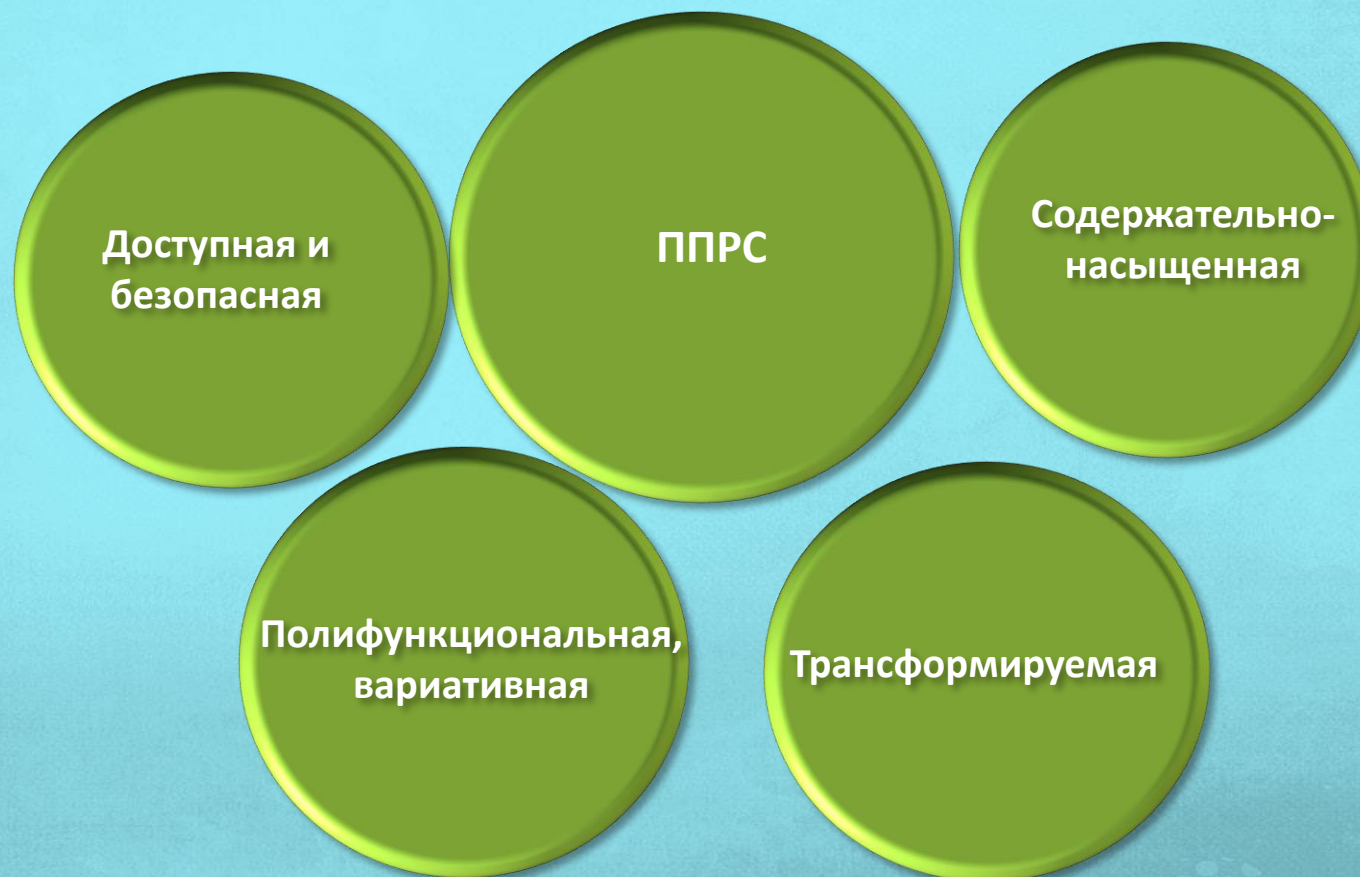 Доступная и
безопасная
ППРС
Содержательно-
насыщенная
Полифункциональная,
вариативная
Трансформируемая